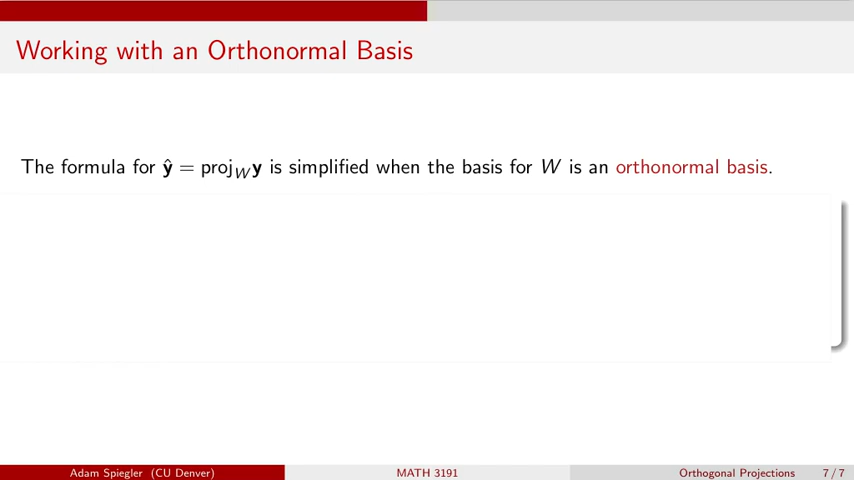 Working with an Orthonormal Basis
The formula for ŷ = proj_W y is simplified when the basis for W is an orthonormal basis.
Adam Spiegler (CU Denver) MATH 3191 Orthogonal Projections 7 / 7